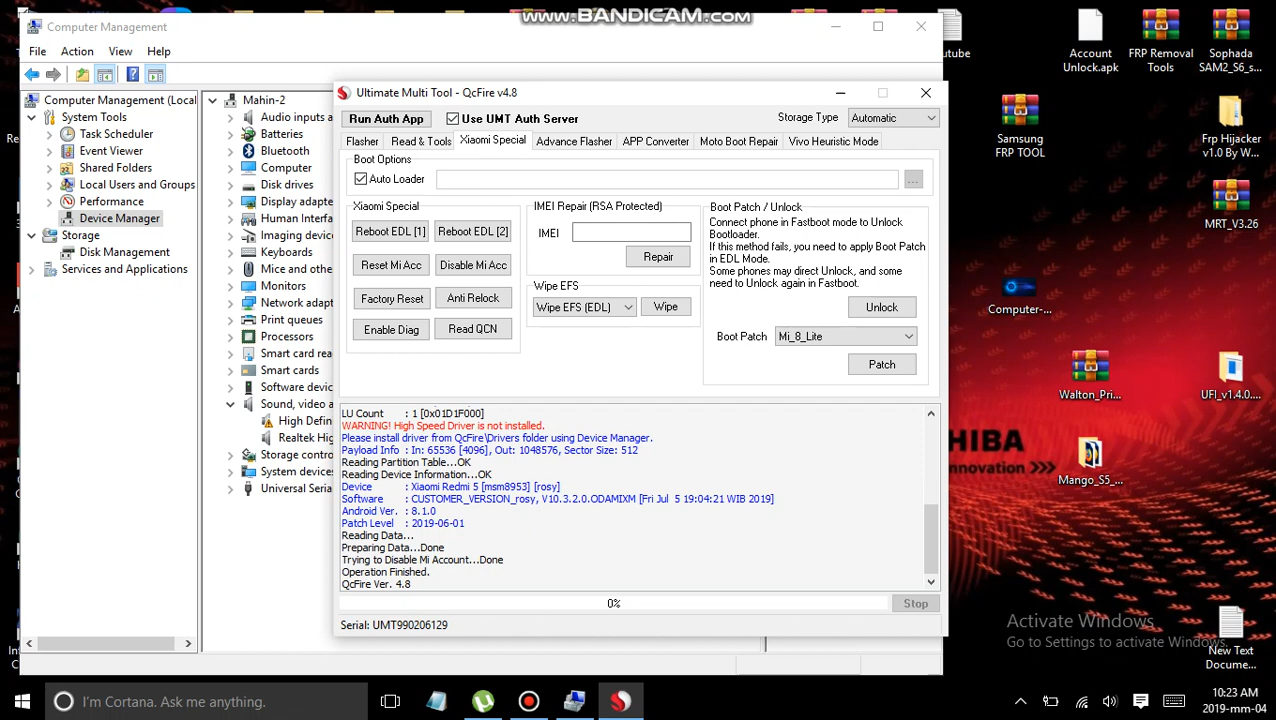 www.BANDICAM.com
Computer Management
File Action View Help
Computer Management (Local
System Tools
Task Scheduler
Event Viewer
Shared Folders
Local Users and Groups
Performance
Device Manager
Storage
Disk Management
Services and Applications
Mahin-2
Audio inputs a
Batteries
Bluetooth
Computer
Disk drives
Display adapte
Human Interfa
Imaging device
Keyboards
Mice and othe
Monitors
Network adapt
Print queues
Processors
Smart card rea
Smart cards
Software devic
Sound, video a
High Defin
Realtek Hig
Storage contro
System devices
Universal Seria
Ultimate Multi Tool - QcFire v4.8
Run Auth App
Use UMT Auth Server
Storage Type Automatic
Flasher Read & Tools Xiaomi Special Advance Flasher APP Converter Moto Boot Repair Vivo Heuristic Mode
Boot Options
Auto Loader
...
Xiaomi Special
Reboot EDL [1] Reboot EDL [2]
Reset Mi Acc Disable Mi Acc
Factory Reset Anti Relock
Enable Diag Read QCN
IMEI Repair (RSA Protected)
IMEI
Repair
Wipe EFS
Wipe EFS (EDL) Wipe
Boot Patch / Unlock
Connect phone in Fastboot mode to Unlock
Bootloader.
If this method fails, you need to apply Boot Patch
in EDL Mode.
Some phones may direct Unlock, and some
need to Unlock again in Fastboot.
Unlock
Boot Patch Mi_8_Lite
Patch
LU Count : 1 [0x01D1F000]
WARNING! High Speed Driver is not installed.
Please install driver from QcFire\Drivers folder using Device Manager.
Payload Info : In: 65536 [4096], Out: 1048576, Sector Size: 512
Reading Partition Table...OK
Reading Device Information...OK
Device : Xiaomi Redmi 5 [msm8953] [rosy]
Software : CUSTOMER_VERSION_rosy, V10.3.2.0.ODAMIXM [Fri Jul 5 19:04:21 WIB 2019]
Android Ver. : 8.1.0
Patch Level : 2019-06-01
Reading Data...
Preparing Data...Done
Trying to Disable Mi Account...Done
Operation Finished.
QcFire Ver. 4.8
0%
Stop
Serial: UMT990206129
utube
Account
Unlock.apk
FRP Removal
Tools
Sophada
SAM2_S6_s...
Samsung
FRP TOOL
Frp Hijacker
v1.0 By W...
MRT_V3.26
Computer-...
Walton_Pri...
UFI_v1.4.0....
Mango_S5_...
New Text
Docume...
SHIBA
nnovation >>>
Activate Windows
Go to Settings to activate Windows.
I'm Cortana. Ask me anything.
10:23 AM
2019-mm-04